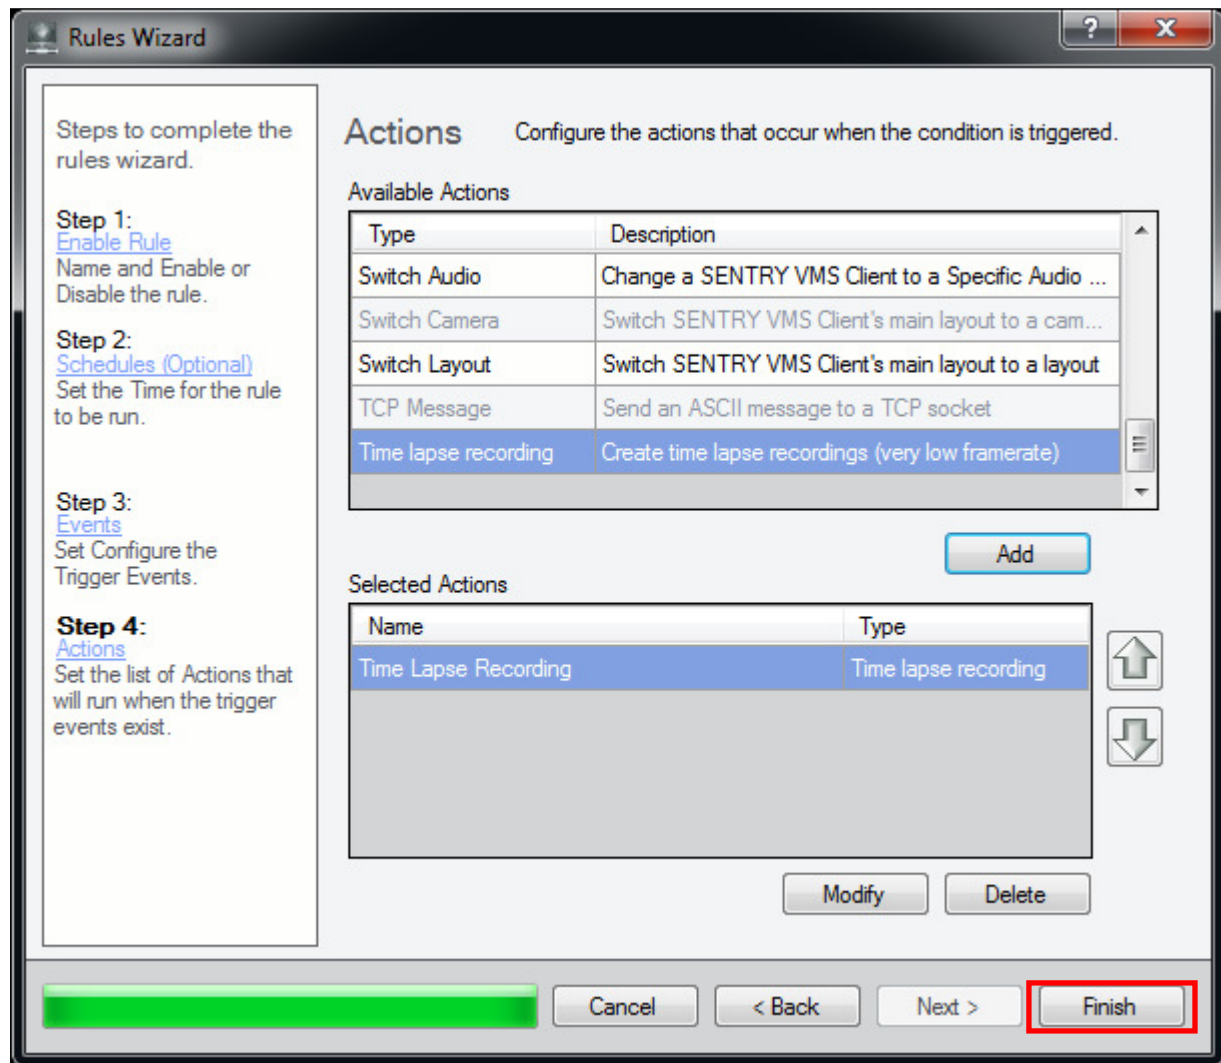 Rules Wizard
?
X
Steps to complete the
rules wizard.
Step 1:
Enable Rule
Name and Enable or
Disable the rule.
Step 2:
Schedules (Optional)
Set the Time for the rule
to be run.
Step 3:
Events
Set Configure the
Trigger Events.
Step 4:
Actions
Set the list of Actions that
will run when the trigger
events exist.
Actions Configure the actions that occur when the condition is triggered.
Available Actions
Type Description
Switch Audio Change a SENTRY VMS Client to a Specific Audio ...
Switch Camera Switch SENTRY VMS Client's main layout to a cam...
Switch Layout Switch SENTRY VMS Client's main layout to a layout
TCP Message Send an ASCII message to a TCP socket
Time lapse recording Create time lapse recordings (very low framerate)
Add
Selected Actions
Name Type
Time Lapse Recording Time lapse recording
Modify Delete
Cancel < Back Next > Finish